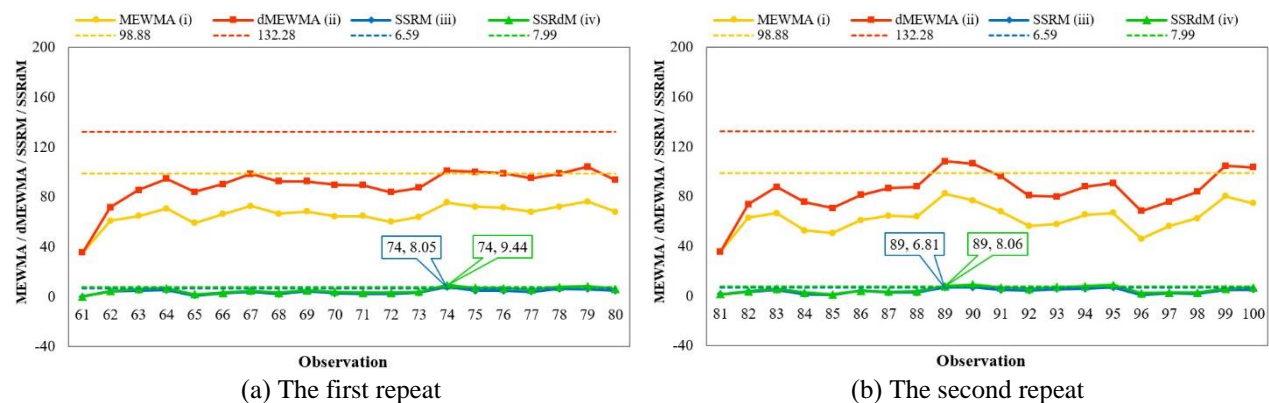 MEWMA (i) dMEWMA (ii) SSRM (iii) SSRdM (iv)
98.88 132.28 6.59 7.99
MEWMA / dMEWMA / SSRM / SSRdM
200
160
120
80
40
0
-40
74, 8.05 74, 9.44
61 62 63 64 65 66 67 68 69 70 71 72 73 74 75 76 77 78 79 80
Observation
(a) The first repeat
MEWMA (i) dMEWMA (ii) SSRM (iii) SSRdM (iv)
98.88 132.28 6.59 7.99
MEWMA / dMEWMA / SSRM / SSRdM
200
160
120
80
40
0
-40
89, 6.81 89, 8.06
81 82 83 84 85 86 87 88 89 90 91 92 93 94 95 96 97 98 99 100
Observation
(b) The second repeat